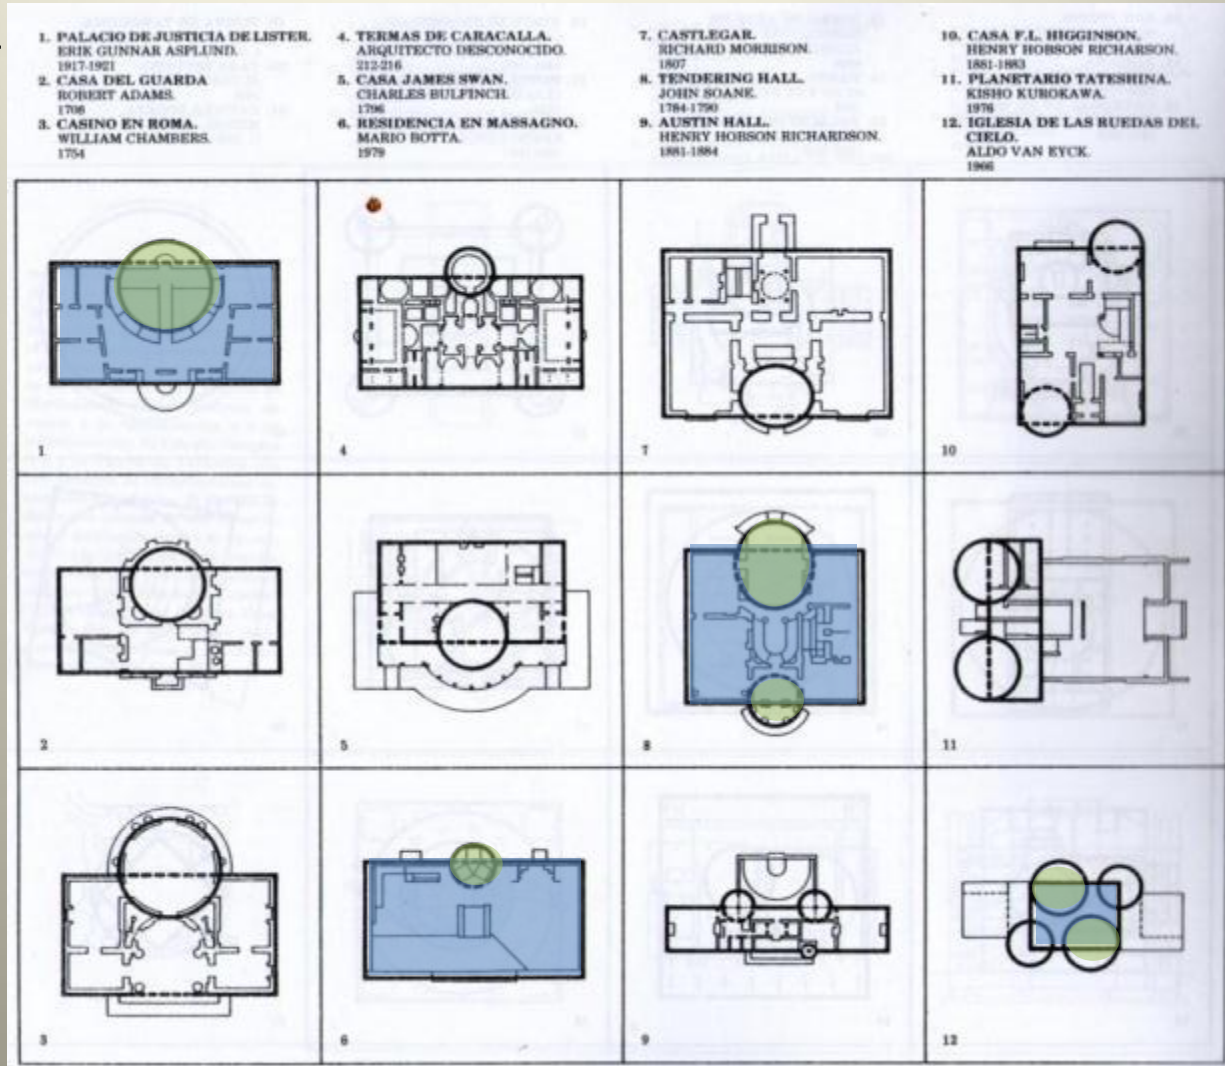 1. PALACIO DE JUSTICIA DE LISTER.
ERIK GUNNAR ASPLUND.
1917-1921
2. CASA DEL GUARDA
ROBERT ADAMS.
1768
3. CASINO EN ROMA.
WILLIAM CHAMBERS.
1754
4. TERMAS DE CARACALLA.
ARQUITECTO DESCONOCIDO.
212-216
5. CASA JAMES SWAN.
CHARLES BULFINCH.
1796
6. RESIDENCIA EN MASSAGNO.
MARIO BOTTA.
1979
7. CASTLEGAR.
RICHARD MORRISON.
1807
8. TENDERING HALL.
JOHN SOANE.
1784-1790
9. AUSTIN HALL.
HENRY HOBSON RICHARDSON.
1881-1884
10. CASA F.L. HIGGINSON.
HENRY HOBSON RICHARSON.
1881-1883
11. PLANETARIO TATESHINA.
KISHO KUROKAWA.
1976
12. IGLESIA DE LAS RUEDAS DEL
CIELO.
ALDO VAN EYCK.
1966
1
4
7
10
2
5
8
11
3
6
9
12